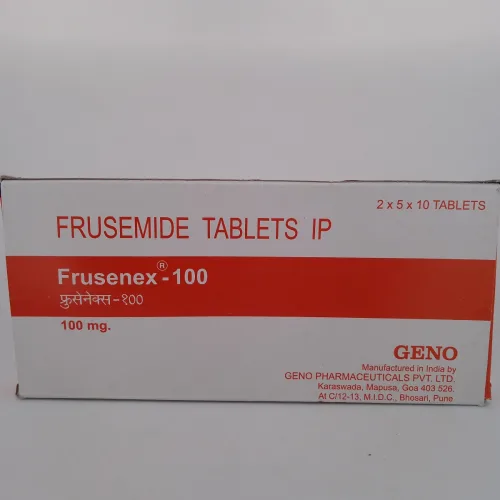 2 x 5 x 10 TABLETS
FRUSEMIDE TABLETS IP
Frusenex®-100
फ्रुसेनेक्स-१००
100 mg.
GENO
Manufactured in India by
GENO PHARMACEUTICALS PVT. LTD.
Karaswada, Mapusa, Goa 403 526.
At C/12-13, M.I.D.C., Bhosari, Pune